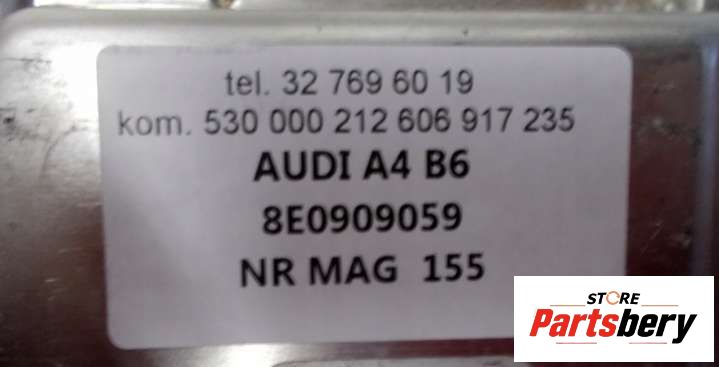 tel. 32 769 60 19
kom. 530 000 212 606 917 235
AUDI A4 B6
8E0909059
NR MAG 155
STORE
Partsbery